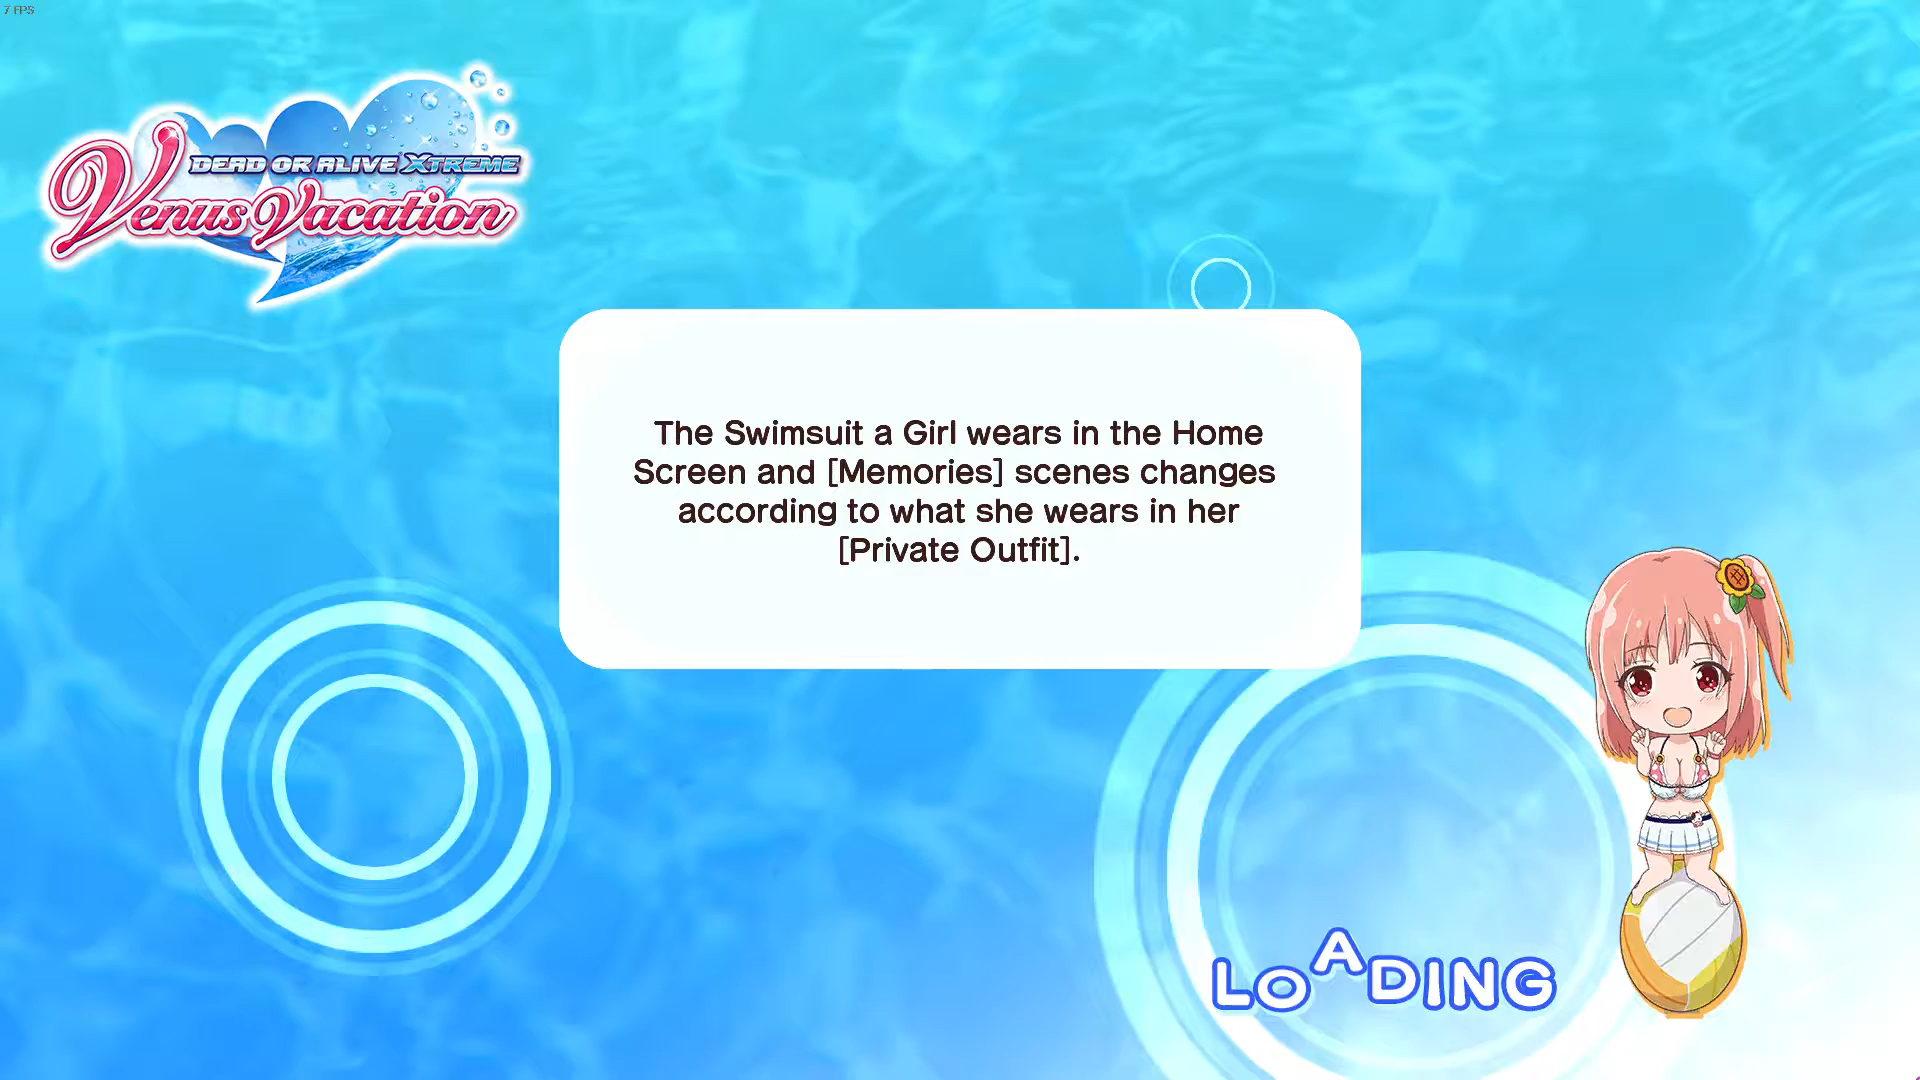 7 FPS
DEAD OR ALIVE XTREME
Venus Vacation
The Swimsuit a Girl wears in the Home
Screen and [Memories] scenes changes
according to what she wears in her
[Private Outfit].
LOADING